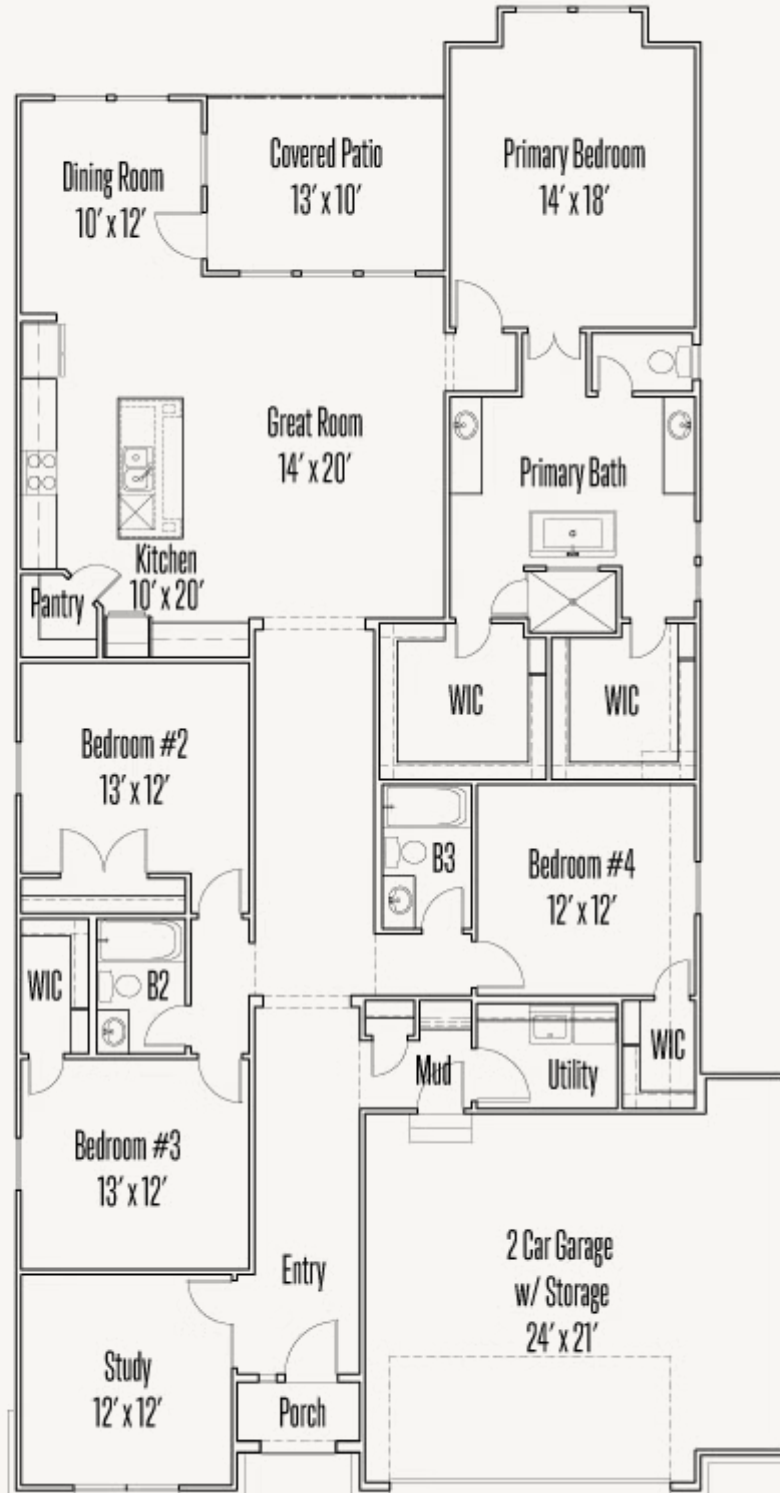 Dining Room
10' x 12'
Covered Patio
13' x 10'
Primary Bedroom
14' x 18'
Great Room
14' x 20'
Primary Bath
Kitchen
10' x 20'
Pantry
WIC
WIC
Bedroom #2
13' x 12'
B3
Bedroom #4
12' x 12'
WIC
B2
WIC
Mud
Utility
Bedroom #3
13' x 12'
Entry
2 Car Garage
w/ Storage
24' x 21'
Study
12' x 12'
Porch